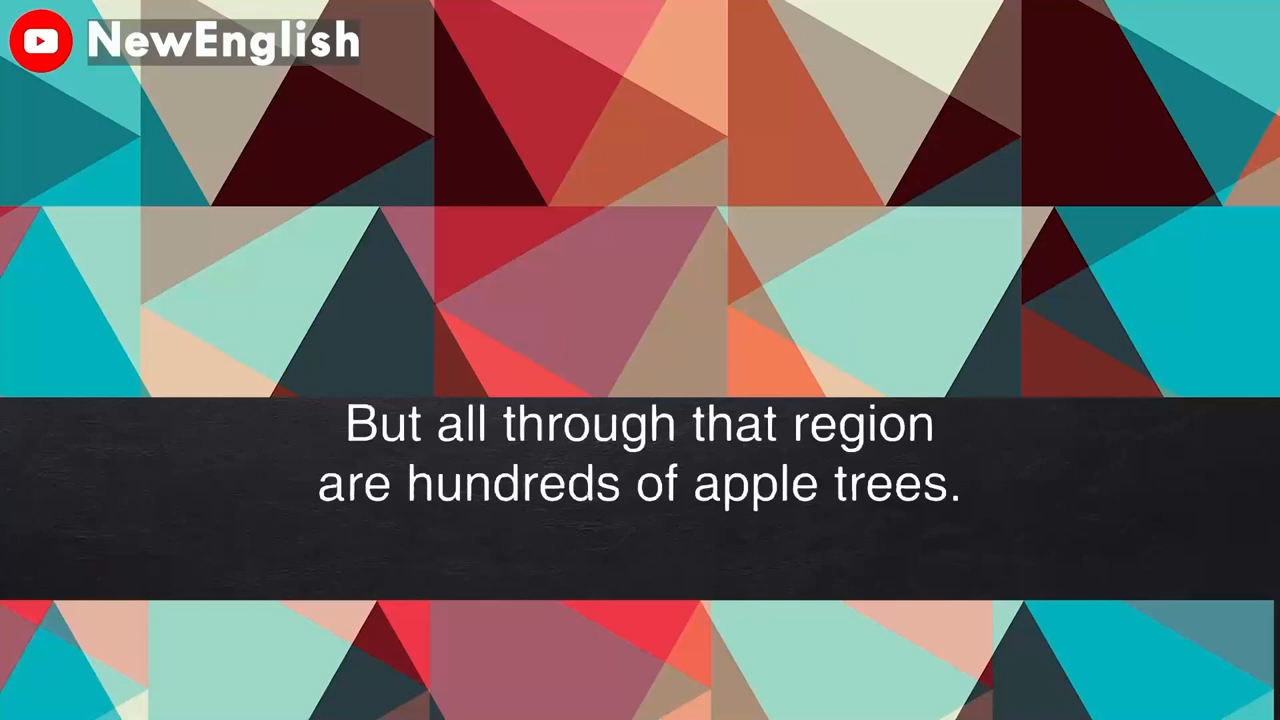 NewEnglish
But all through that region
are hundreds of apple trees.